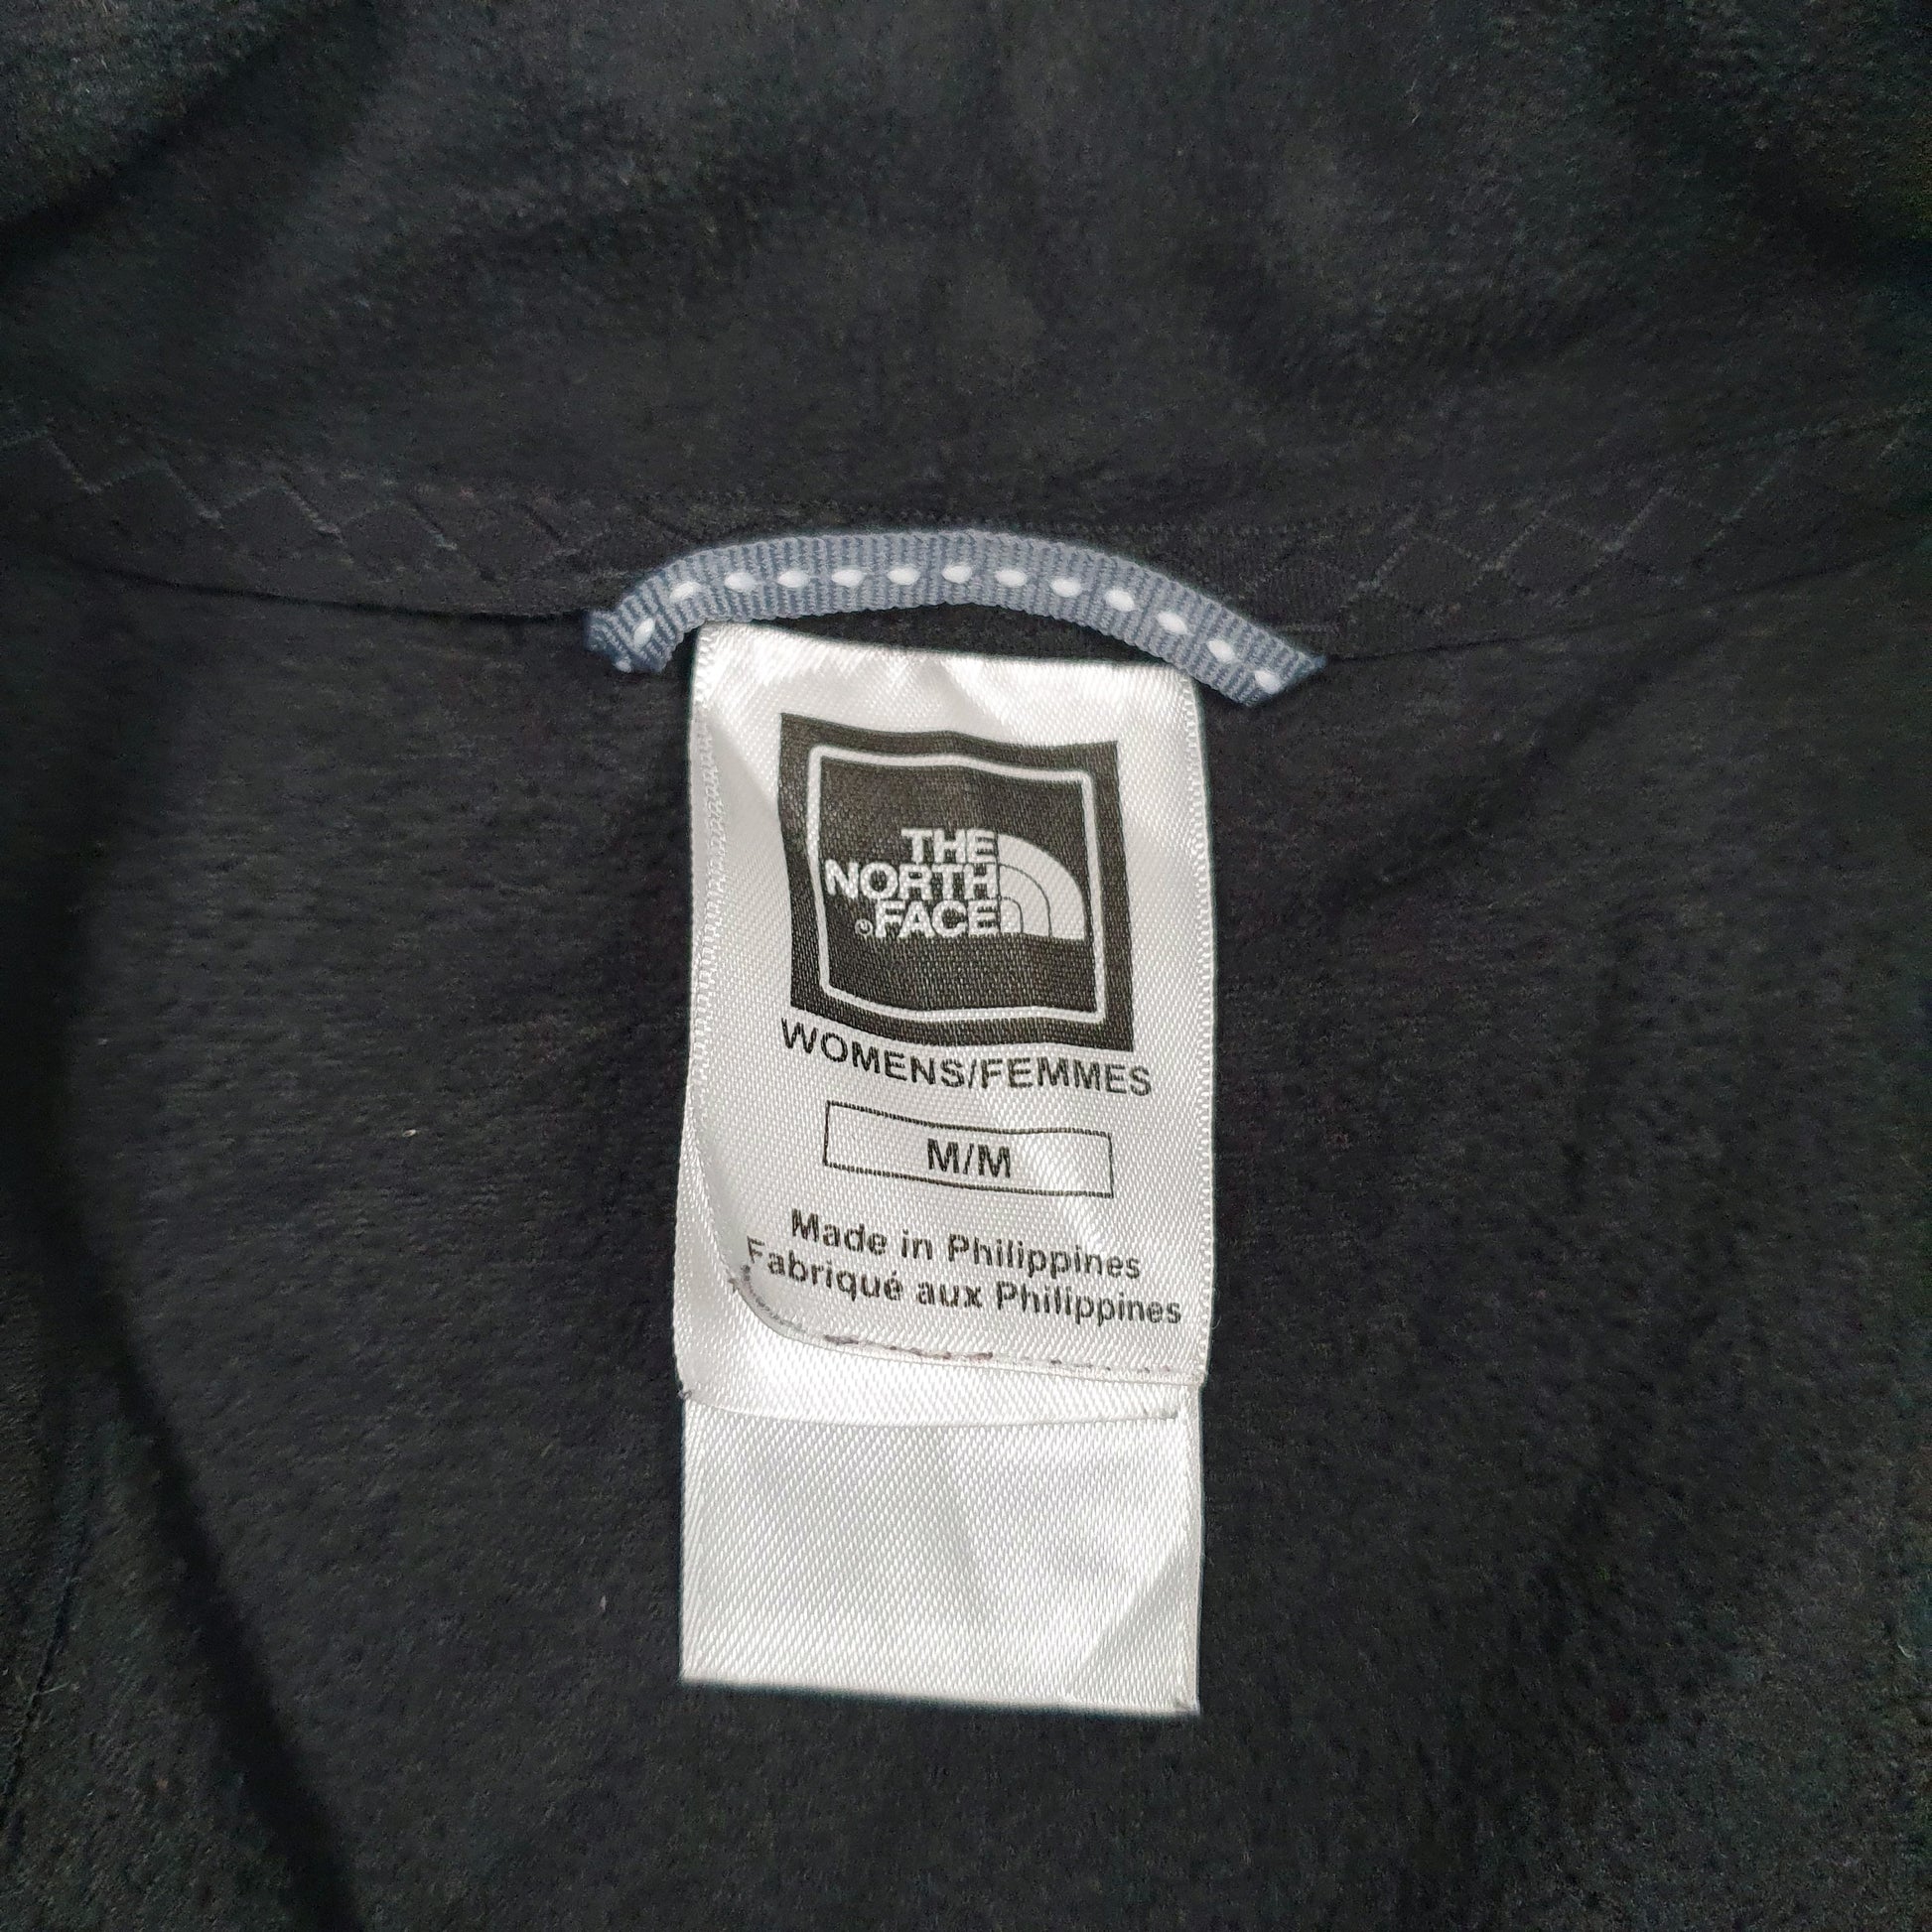 THE
NORTH
FACE
WOMENS/FEMMES
M/M
Made in Philippines
Fabriqué aux Philippines